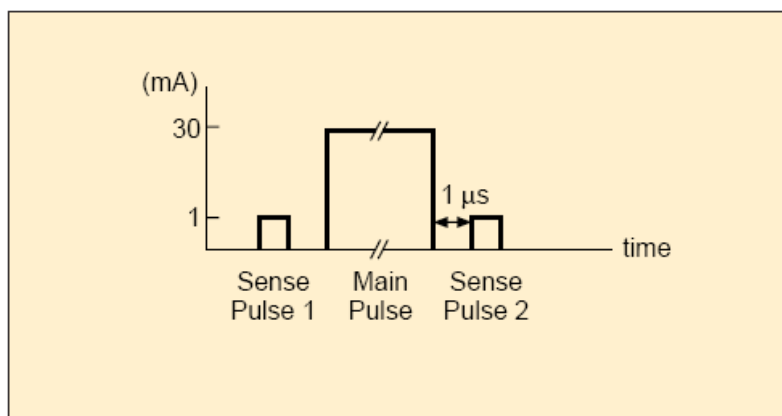 (mA)
30
1 μs
1
time
Sense Main Sense
Pulse 1 Pulse Pulse 2